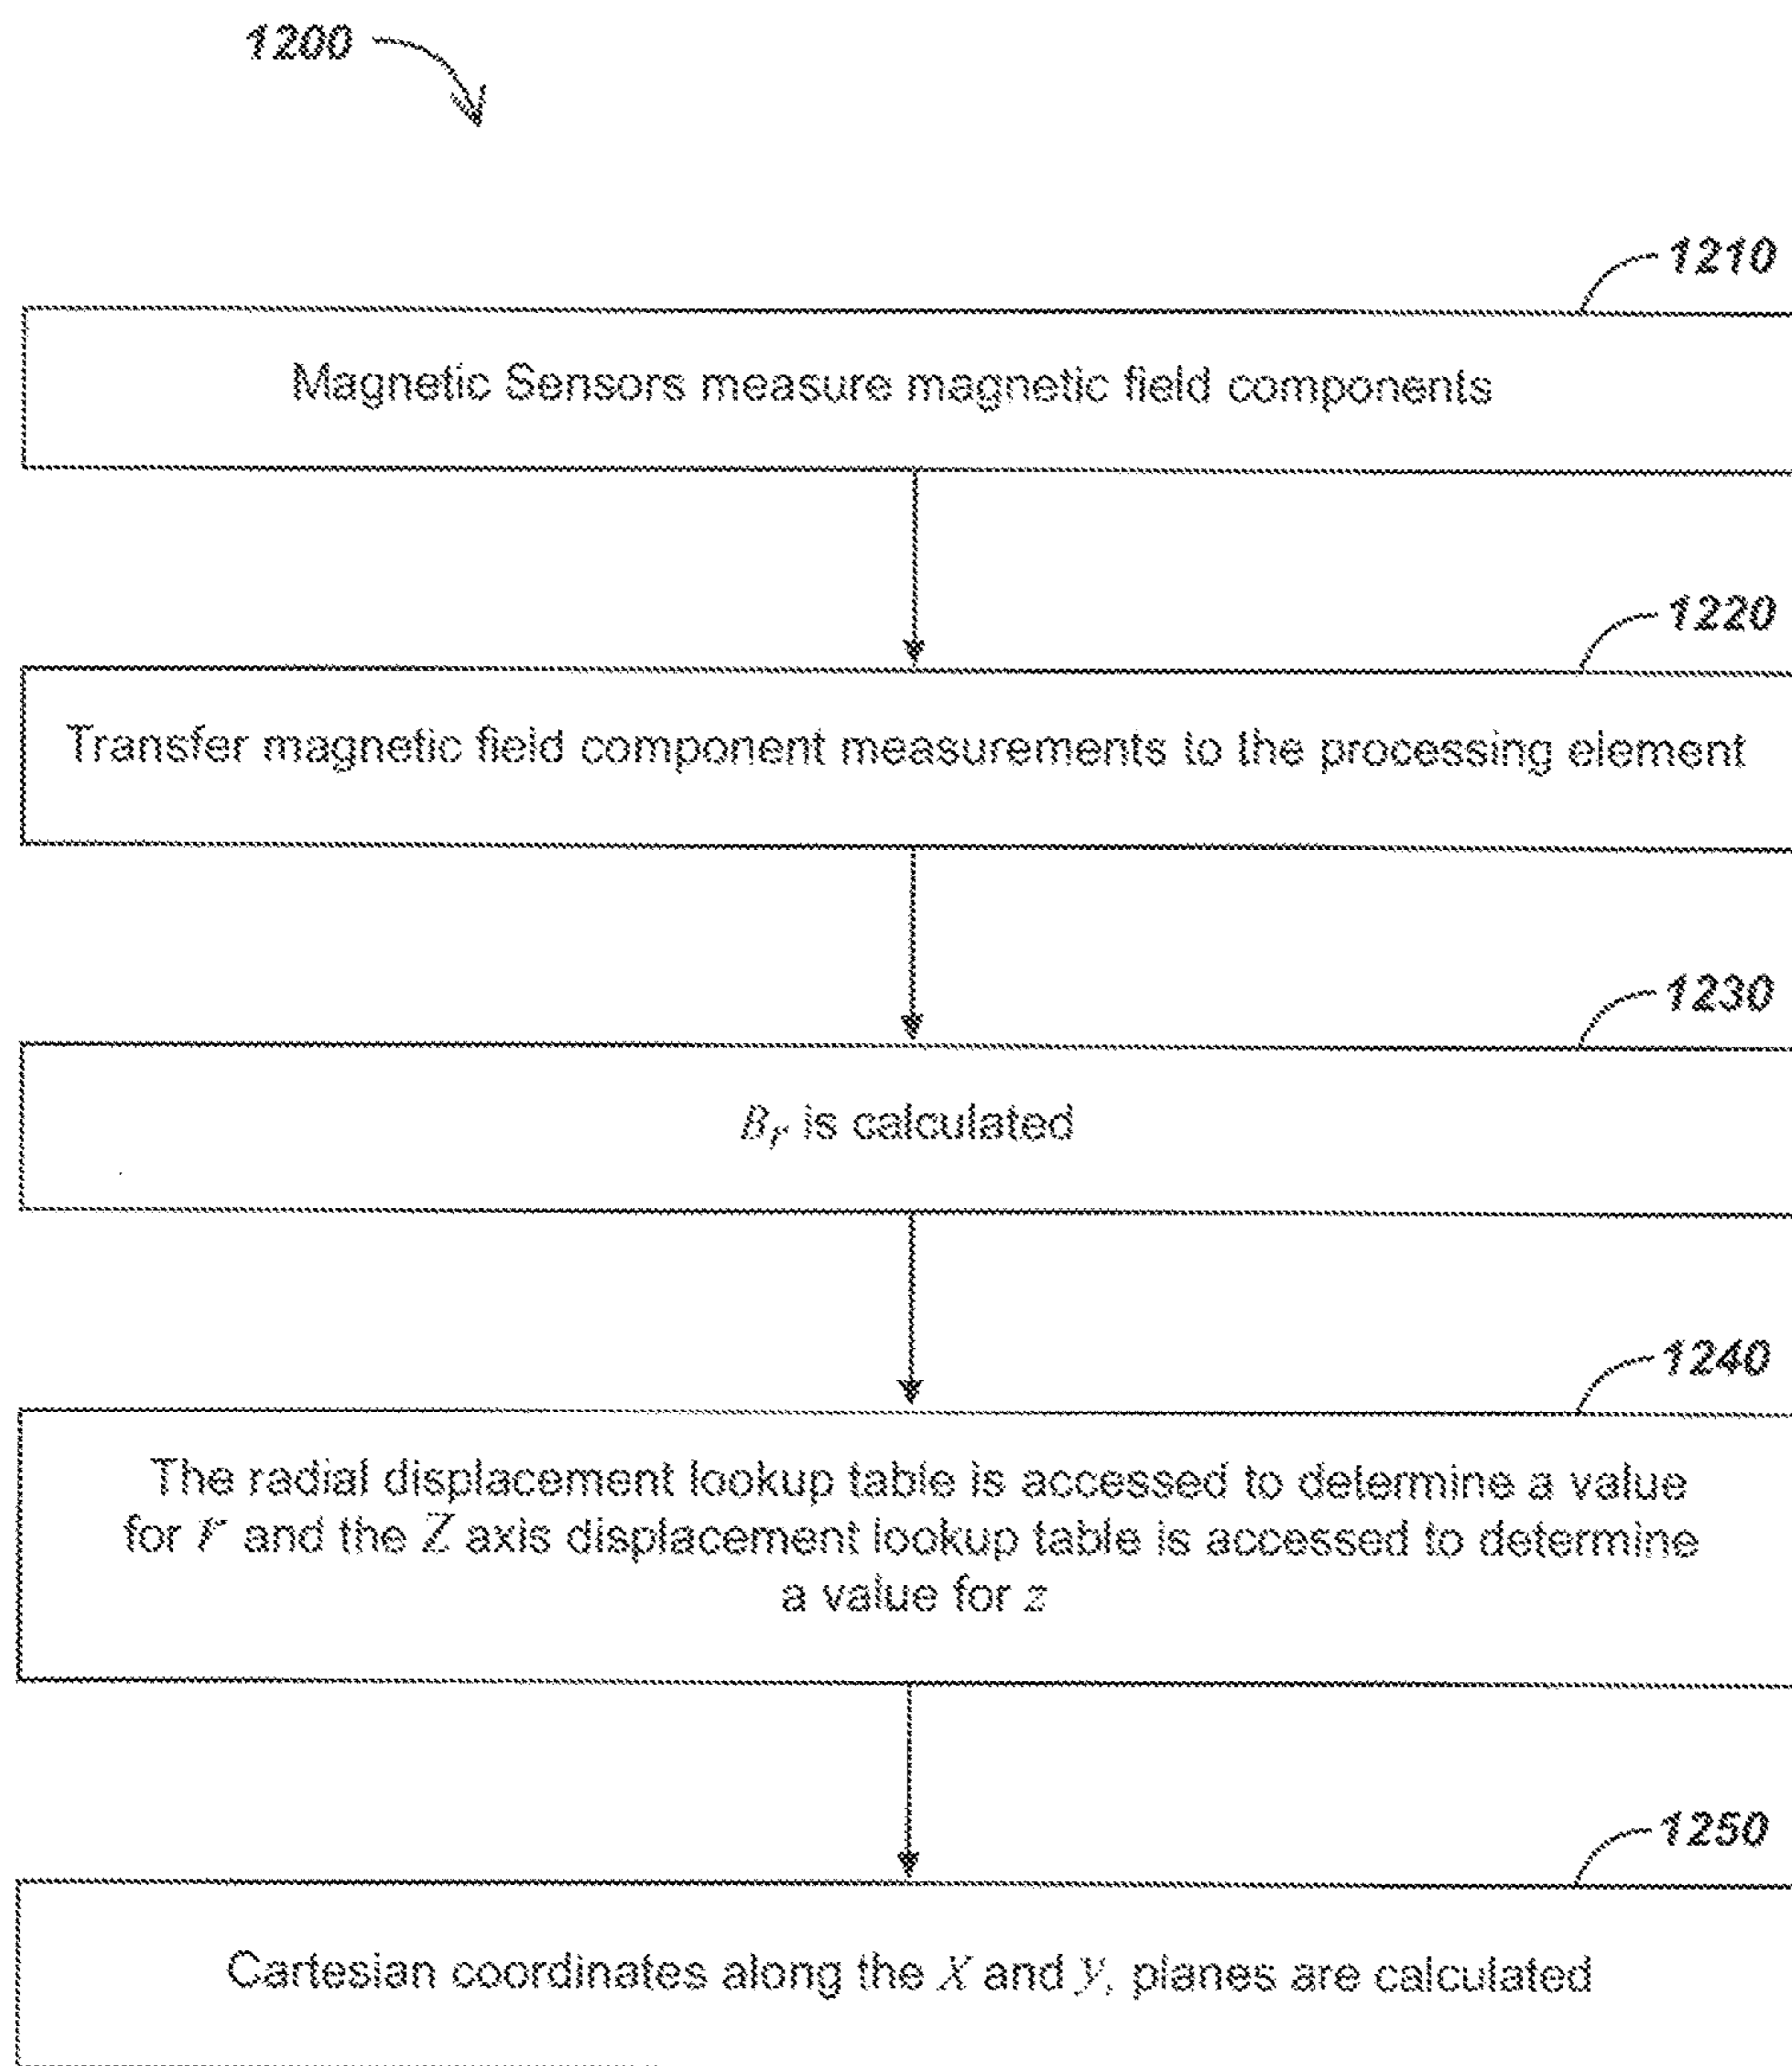 1200
1210
Magnetic Sensors measure magnetic field components
1220
Transfer magnetic field component measurements to the processing element
1230
Br is calculated
1240
The radial displacement lookup table is accessed to determine a value
for r and the Z axis displacement lookup table is accessed to determine
a value for z
1250
Cartesian coordinates along the X and y, planes are calculated